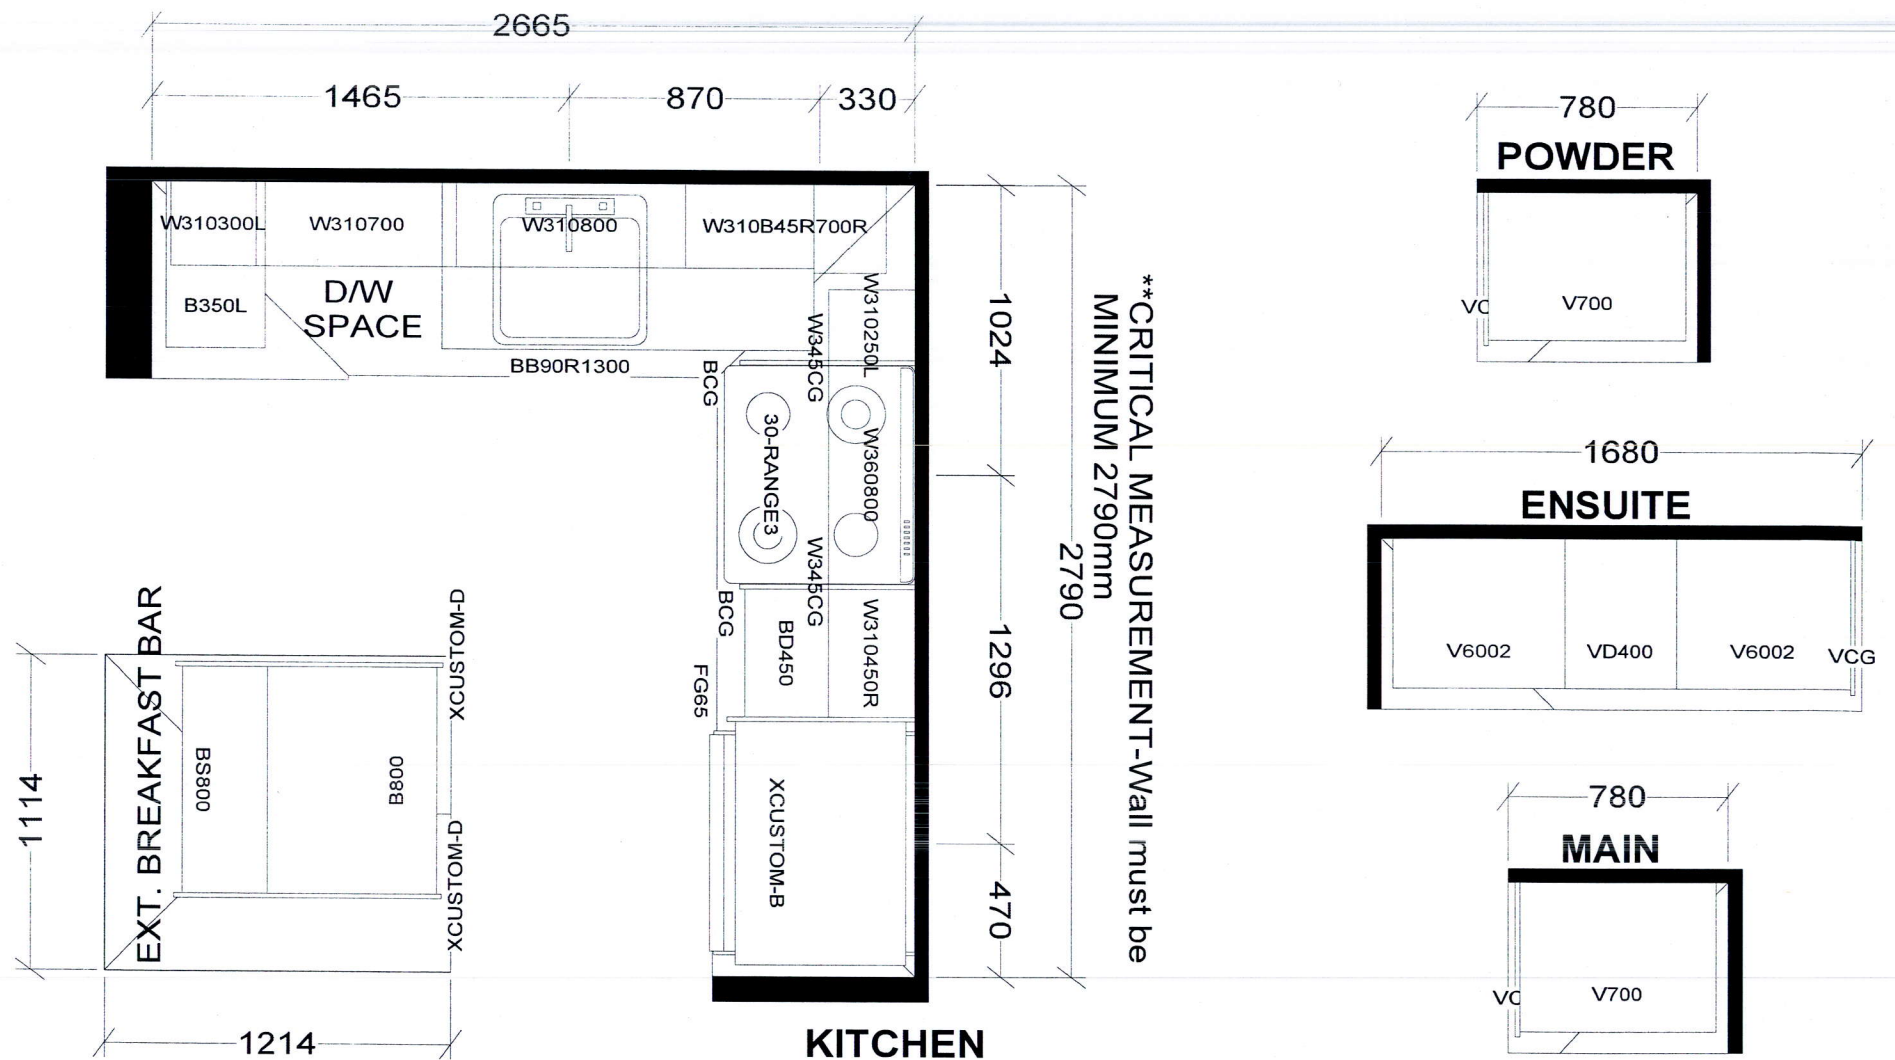 2665
1465
870
330
W310300L
W310700
W310800
W310B45R700R
B350L
D/W
SPACE
BB90R1300
W310250L
W345CG
BCG
30-RANGE3
W360800
W345CG
BCG
BD450
W310450R
FG65
XCUSTOM-B
1024
1296
470
2790
**CRITICAL MEASUREMENT-Wall must be
MINIMUM 2790mm
EXT. BREAKFAST BAR
XCUSTOM-D
BS800
B800
XCUSTOM-D
1114
1214
KITCHEN
780
POWDER
VC
V700
1680
ENSUITE
V6002
VD400
V6002
VCG
780
MAIN
VC
V700